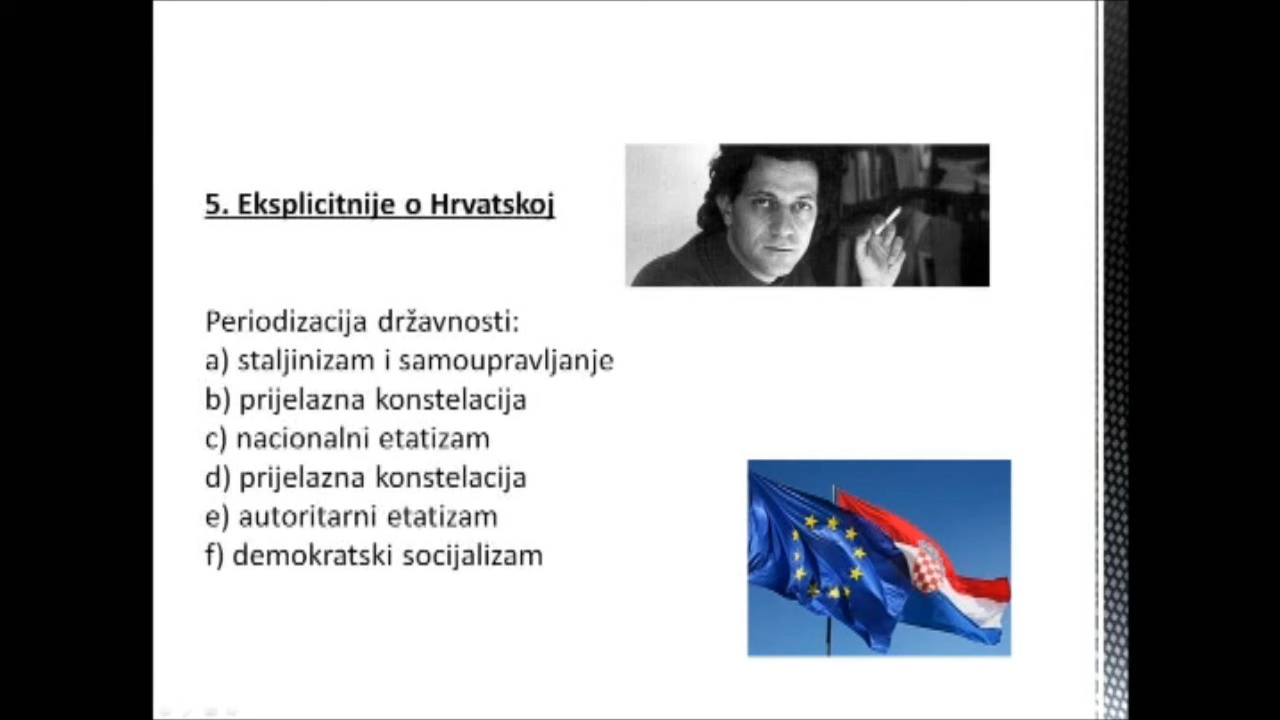 5. Eksplicitnije o Hrvatskoj
Periodizacija državnosti:
a) staljinizam i samoupravljanje
b) prijelazna konstelacija
c) nacionalni etatizam
d) prijelazna konstelacija
e) autoritarni etatizam
f) demokratski socijalizam